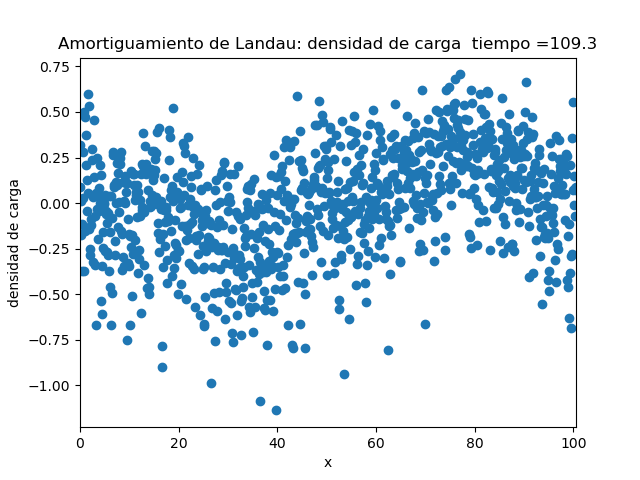 Amortiguamiento de Landau: densidad de carga  tiempo =109.3
0.75
0.50
0.25
0.00
−0.25
−0.50
−0.75
−1.00
densidad de carga
0 20 40 60 80 100
x